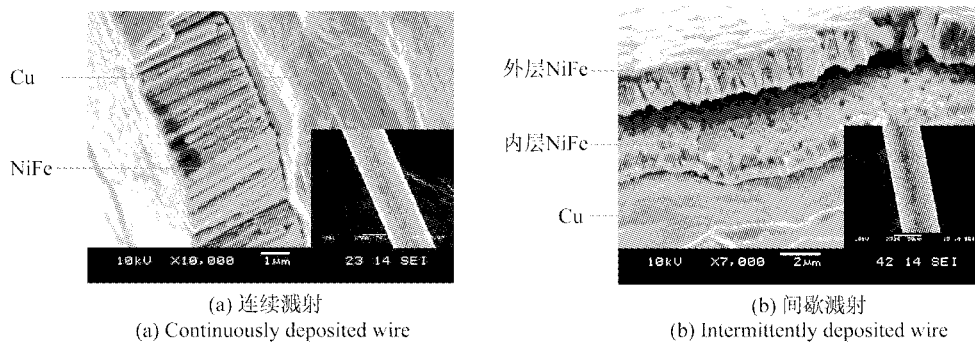 Cu
NiFe
10kV X10,000 1μm 23 14 SEI
(a) 连续溅射
(a) Continuously deposited wire
外层NiFe
内层NiFe
Cu
10kV X7,000 2μm 42 14 SEI
(b) 间歇溅射
(b) Intermittently deposited wire